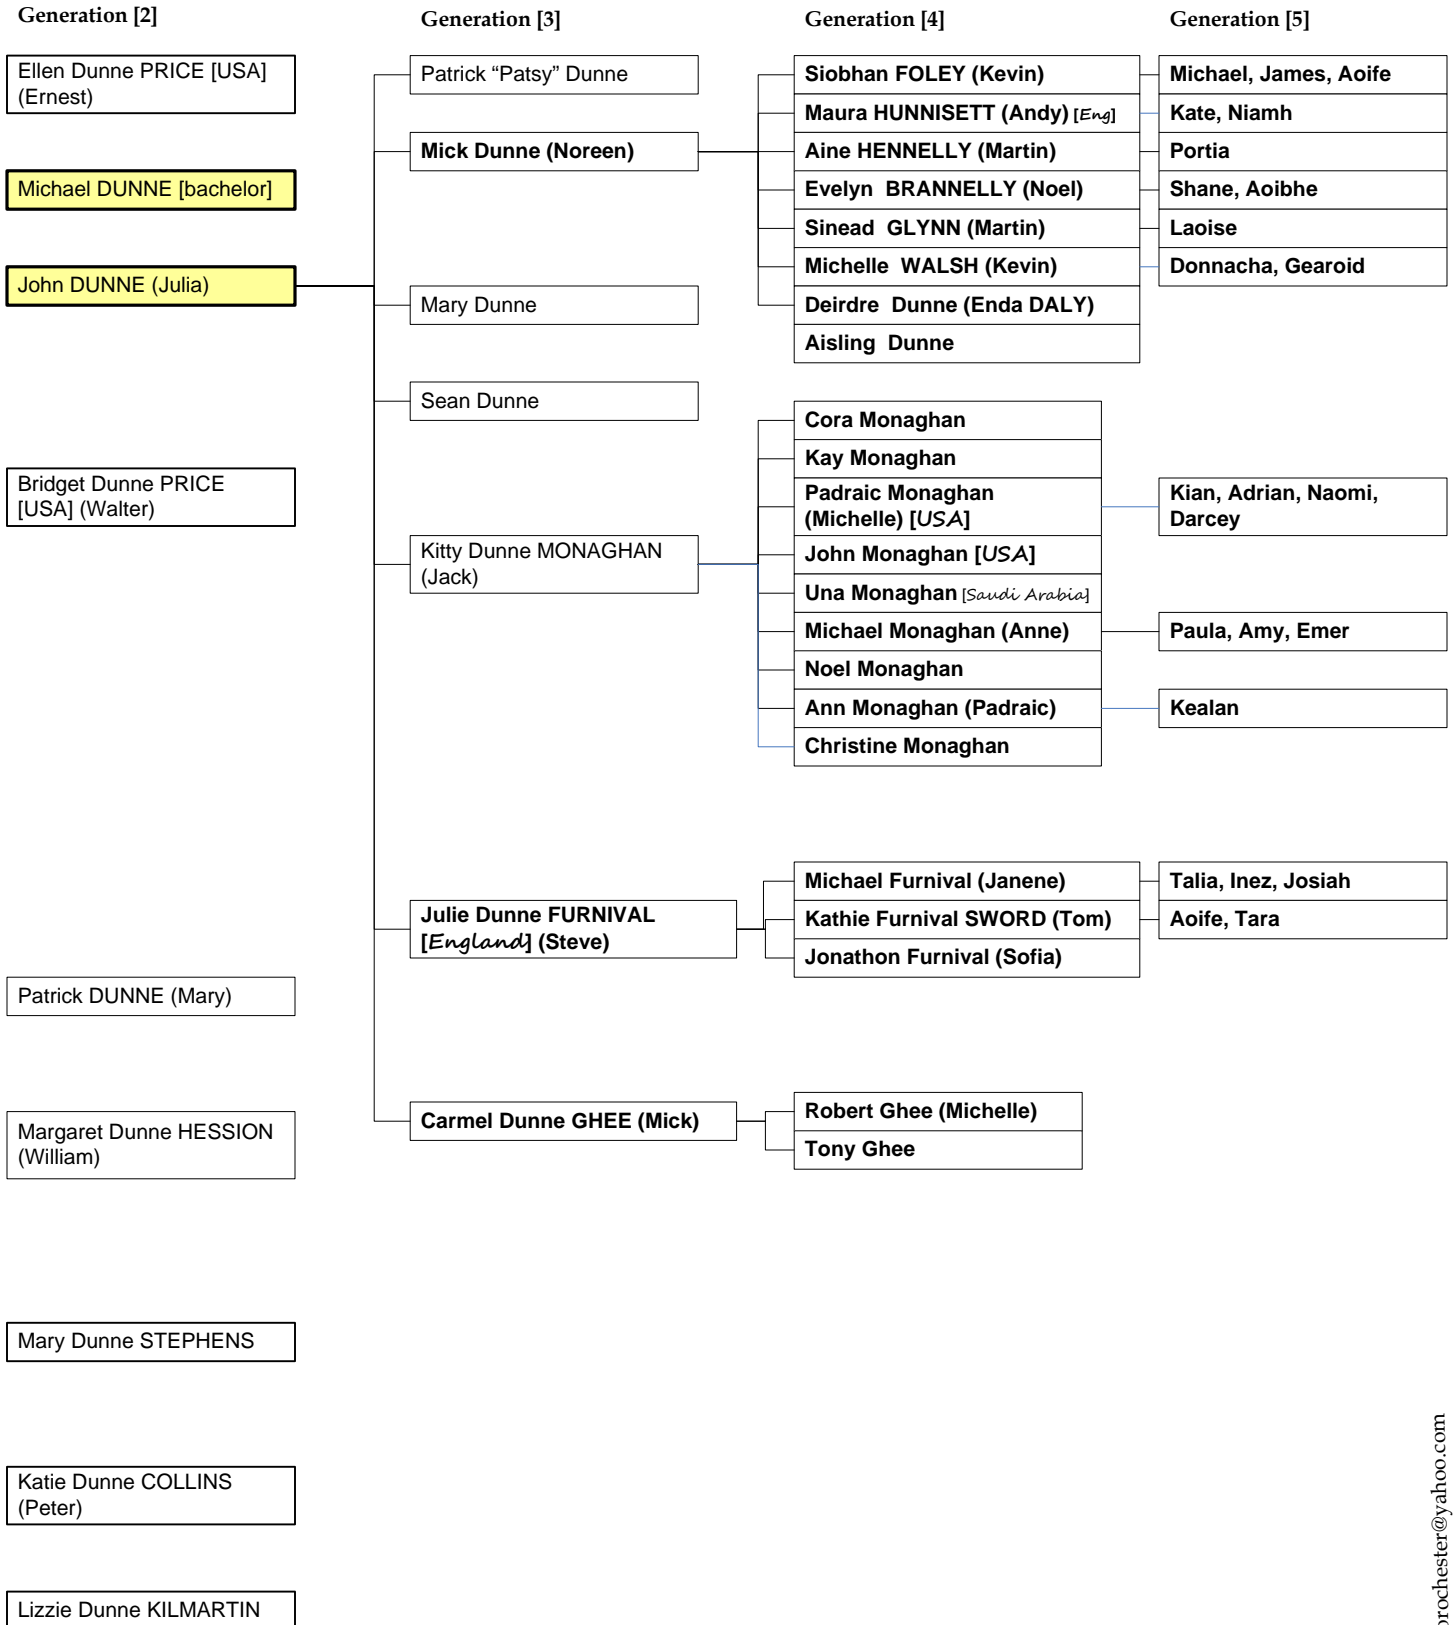 Generation [2]
Generation [3]
Generation [4]
Generation [5]
Ellen Dunne PRICE [USA]
(Ernest)
Michael DUNNE [bachelor]
John DUNNE (Julia)
Bridget Dunne PRICE
[USA] (Walter)
Patrick DUNNE (Mary)
Margaret Dunne HESSION
(William)
Mary Dunne STEPHENS
Katie Dunne COLLINS
(Peter)
Lizzie Dunne KILMARTIN
Patrick “Patsy” Dunne
Mick Dunne (Noreen)
Mary Dunne
Sean Dunne
Kitty Dunne MONAGHAN
(Jack)
Julie Dunne FURNIVAL
[England] (Steve)
Carmel Dunne GHEE (Mick)
Siobhan FOLEY (Kevin)
Maura HUNNISETT (Andy) [Eng]
Aine HENNELLY (Martin)
Evelyn BRANNELLY (Noel)
Sinead GLYNN (Martin)
Michelle WALSH (Kevin)
Deirdre Dunne (Enda DALY)
Aisling Dunne
Cora Monaghan
Kay Monaghan
Padraic Monaghan
(Michelle) [USA]
John Monaghan [USA]
Una Monaghan [Saudi Arabia]
Michael Monaghan (Anne)
Noel Monaghan
Ann Monaghan (Padraic)
Christine Monaghan
Michael Furnival (Janene)
Kathie Furnival SWORD (Tom)
Jonathon Furnival (Sofia)
Robert Ghee (Michelle)
Tony Ghee
Michael, James, Aoife
Kate, Niamh
Portia
Shane, Aoibhe
Laoise
Donnacha, Gearoid
Kian, Adrian, Naomi,
Darcey
Paula, Amy, Emer
Kealan
Talia, Inez, Josiah
Aoife, Tara